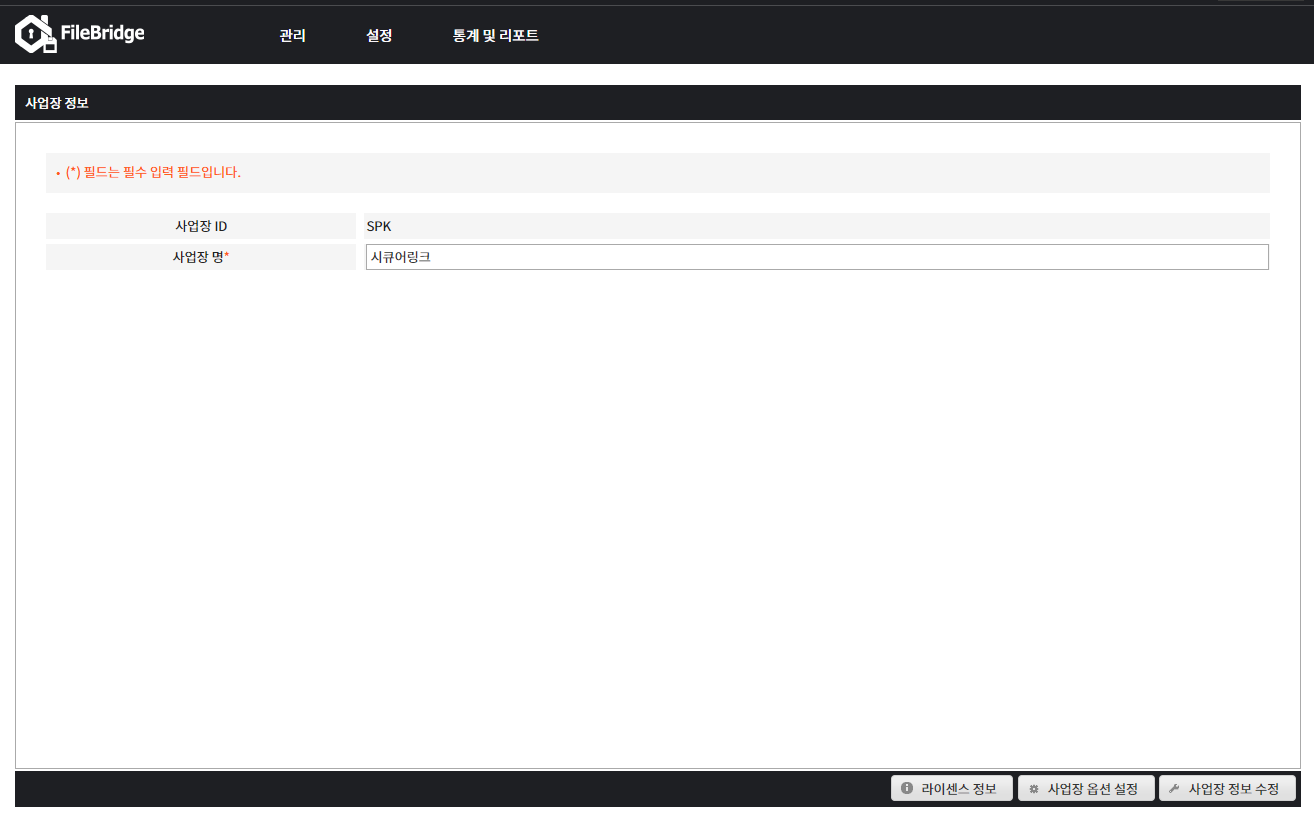 FileBridge 관리 설정 통계 및 리포트
사업장 정보
• (*) 필드는 필수 입력 필드입니다.
사업장 ID SPK
사업장 명* 시큐어링크
라이센스 정보 사업장 옵션 설정 사업장 정보 수정